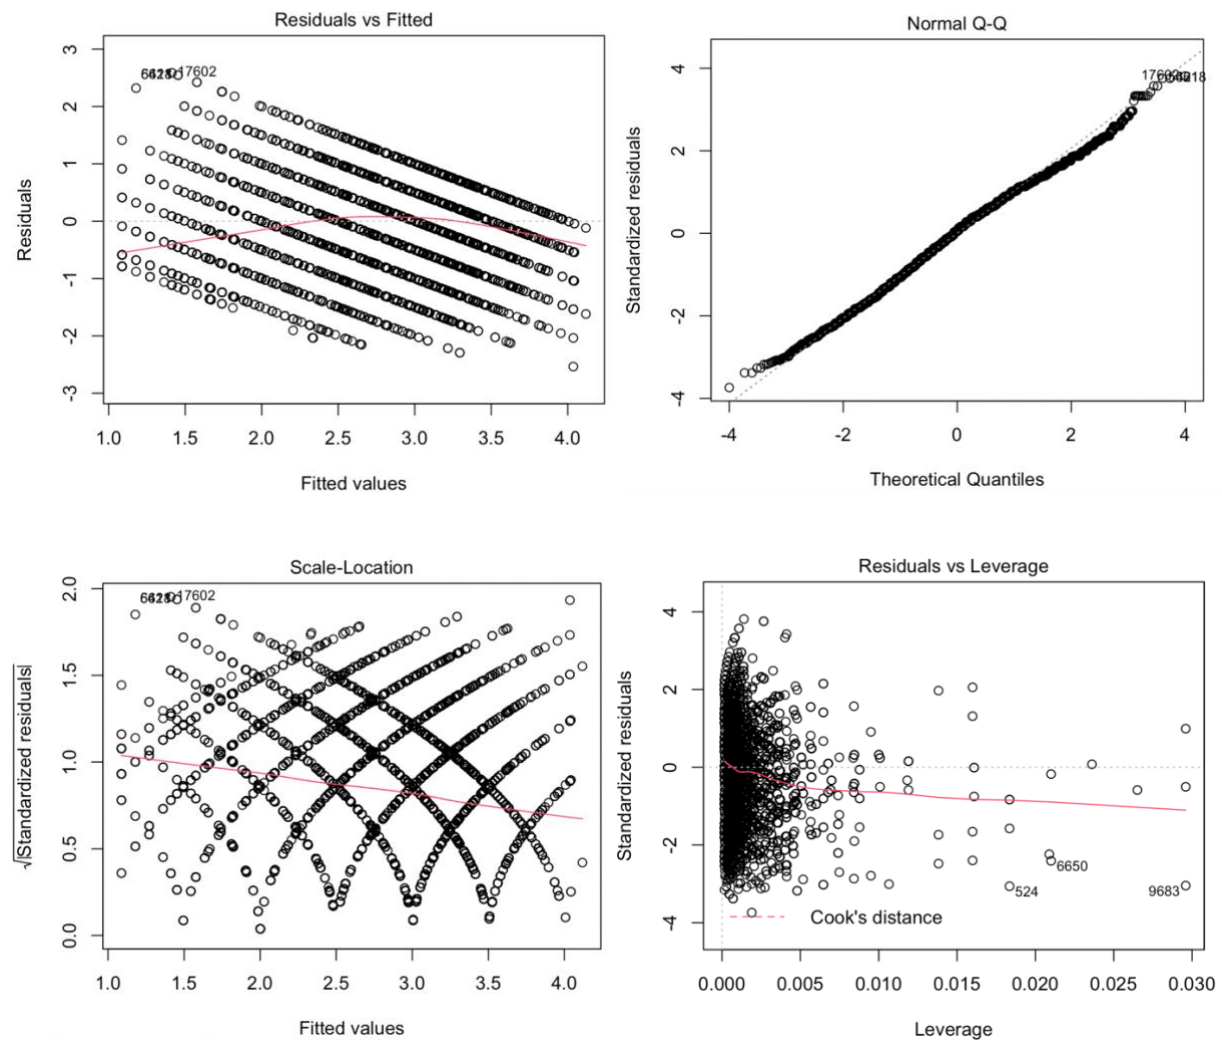 Residuals vs Fitted
Residuals
3
2
1
0
-1
-2
-3
17602
1.0 1.5 2.0 2.5 3.0 3.5 4.0
Fitted values
Normal Q-Q
Standardized residuals
4
2
0
-2
-4
-4 -2 0 2 4
Theoretical Quantiles
Scale-Location
√|Standardized residuals|
2.0
1.5
1.0
0.5
0.0
17602
1.0 1.5 2.0 2.5 3.0 3.5 4.0
Fitted values
Residuals vs Leverage
Standardized residuals
4
2
0
-2
-4
6650
524
9683
Cook's distance
0.000 0.005 0.010 0.015 0.020 0.025 0.030
Leverage